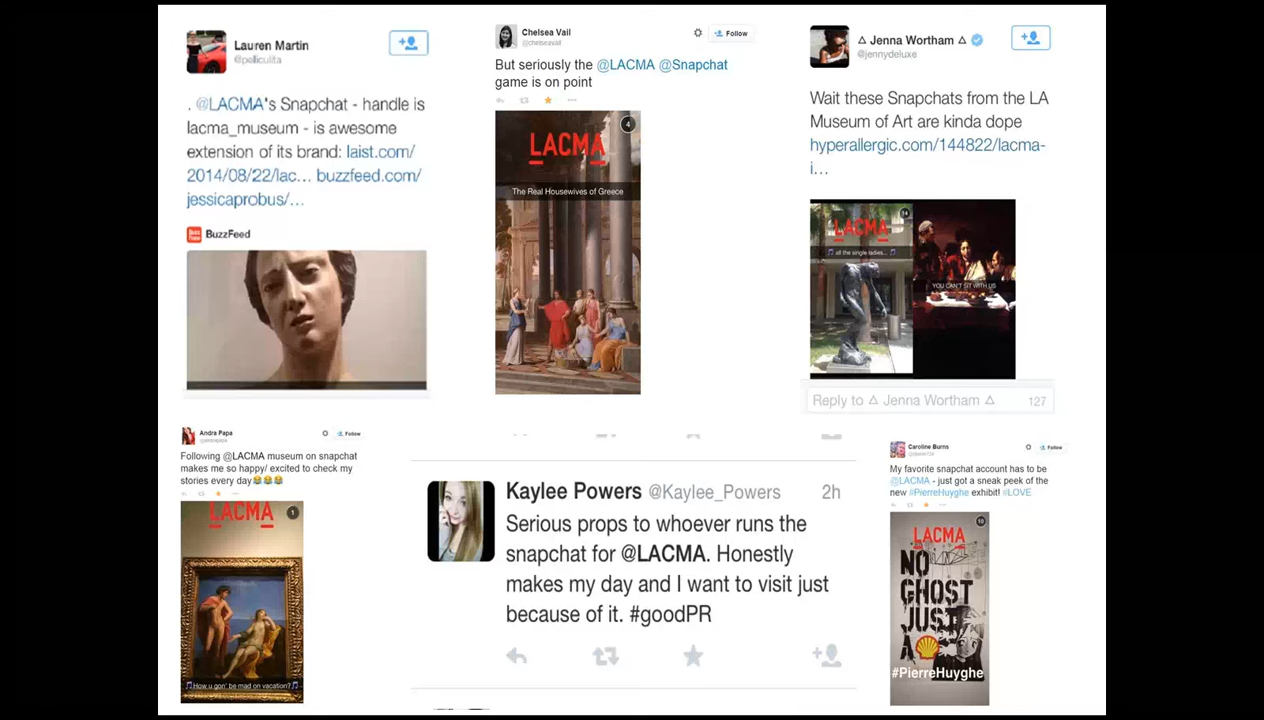 Lauren Martin
@pelliculita
. @LACMA's Snapchat - handle is
lacma_museum - is awesome
extension of its brand: laist.com/
2014/08/22/lac... buzzfeed.com/
jessicaprobus/...
BuzzFeed
Chelsea Vail
@chelseavail
Follow
But seriously the @LACMA @Snapchat
game is on point
4
LACMA
The Real Housewives of Greece
Δ Jenna Wortham Δ
@jennydeluxe
Wait these Snapchats from the LA
Museum of Art are kinda dope
hyperallergic.com/144822/lacma-
i...
14
LACMA
🎵 all the single ladies... 🎵
YOU CAN'T SIT WITH US
Reply to Δ Jenna Wortham Δ
127
Andra Papa
Follow
Following @LACMA museum on snapchat
makes me so happy/ excited to check my
stories every day😂😂😂
1
LACMA
🎵How u gon' be mad on vacation?🎵
Kaylee Powers @Kaylee_Powers 2h
Serious props to whoever runs the
snapchat for @LACMA. Honestly
makes my day and I want to visit just
because of it. #goodPR
Caroline Burns
Follow
My favorite snapchat account has to be
@LACMA - just got a sneak peek of the
new #PierreHuyghe exhibit! #LOVE
10
LACMA
NO
GHOST
JUST
A
#PierreHuyghe